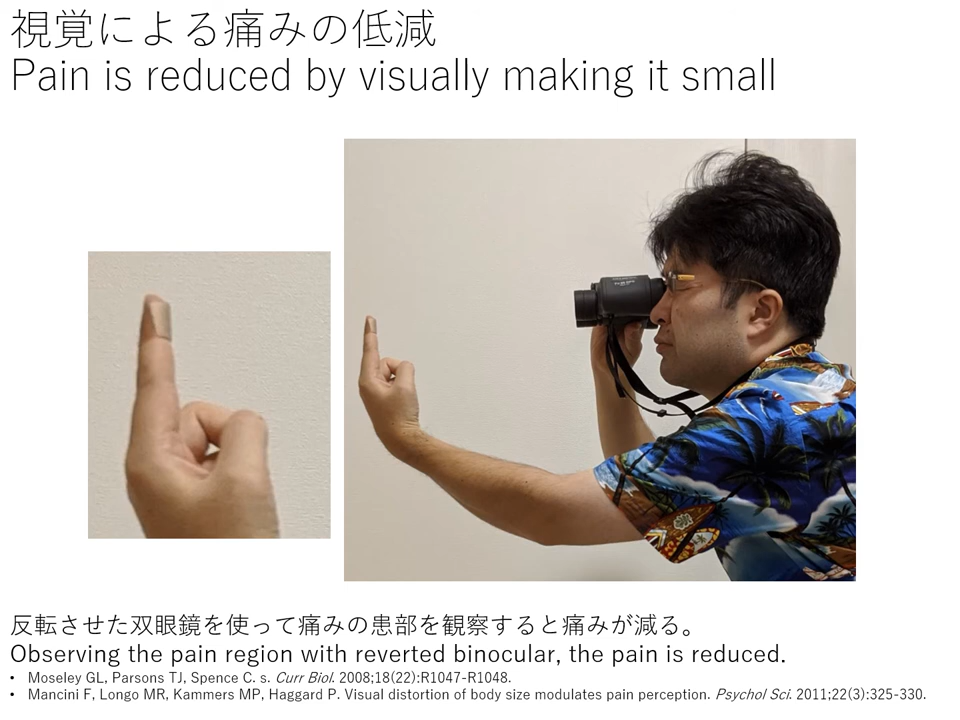 視覚による痛みの低減
Pain is reduced by visually making it small
反転させた双眼鏡を使って痛みの患部を観察すると痛みが減る。
Observing the pain region with reverted binocular, the pain is reduced.
• Moseley GL, Parsons TJ, Spence C. s. Curr Biol. 2008;18(22):R1047-R1048.
• Mancini F, Longo MR, Kammers MP, Haggard P. Visual distortion of body size modulates pain perception. Psychol Sci. 2011;22(3):325-330.